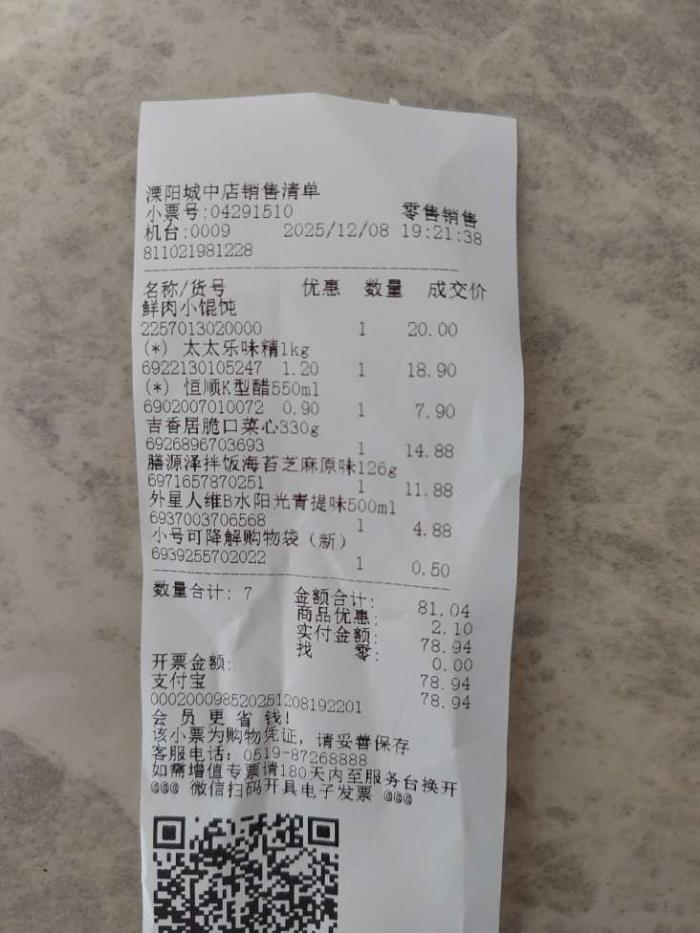 溧阳城中店销售清单
小票号:04291510 零售销售
机台:0009 2025/12/08 19:21:38
811021981228
名称/货号 优惠 数量 成交价
鲜肉小馄饨
2257013020000 1 20.00
(*) 太太乐味精1kg
6922130105247 1.20 1 18.90
(*) 恒顺K型醋550ml
6902007010072 0.90 1 7.90
吉香居脆口菜心330g
6926896703693 1 14.88
膳源泽拌饭海苔芝麻原味126g
6971657870251 1 11.88
外星人维B水阳光青提味500ml
6937003706568 1 4.88
小号可降解购物袋（新）
6939255702022 1 0.50
数量合计: 7 金额合计: 81.04
商品优惠: 2.10
实付金额: 78.94
找 零: 0.00
开票金额: 78.94
支付宝 78.94
000200098520251208192201
会 员 更 省 钱!
该小票为购物凭证, 请妥善保存
客服电话: 0519-87268888
如需增值专票请180天内至服务台换开
@@@ 微信扫码开具电子发票 @@@